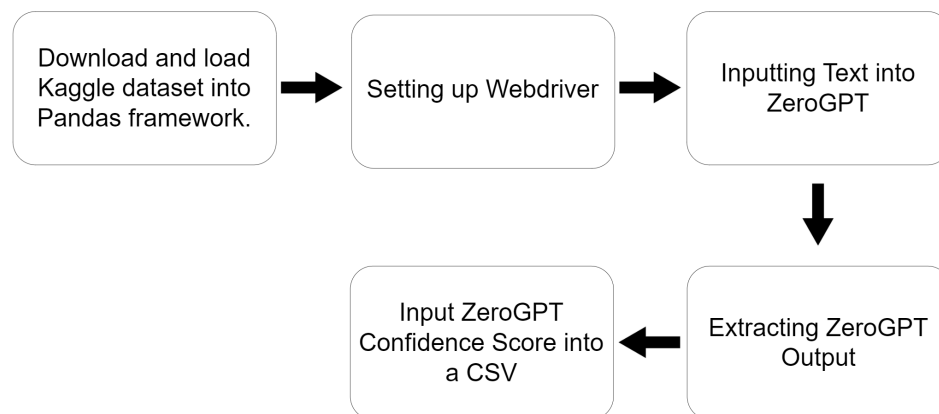 Download and load
Kaggle dataset into
Pandas framework.
Setting up Webdriver
Inputting Text into
ZeroGPT
Extracting ZeroGPT
Output
Input ZeroGPT
Confidence Score into
a CSV